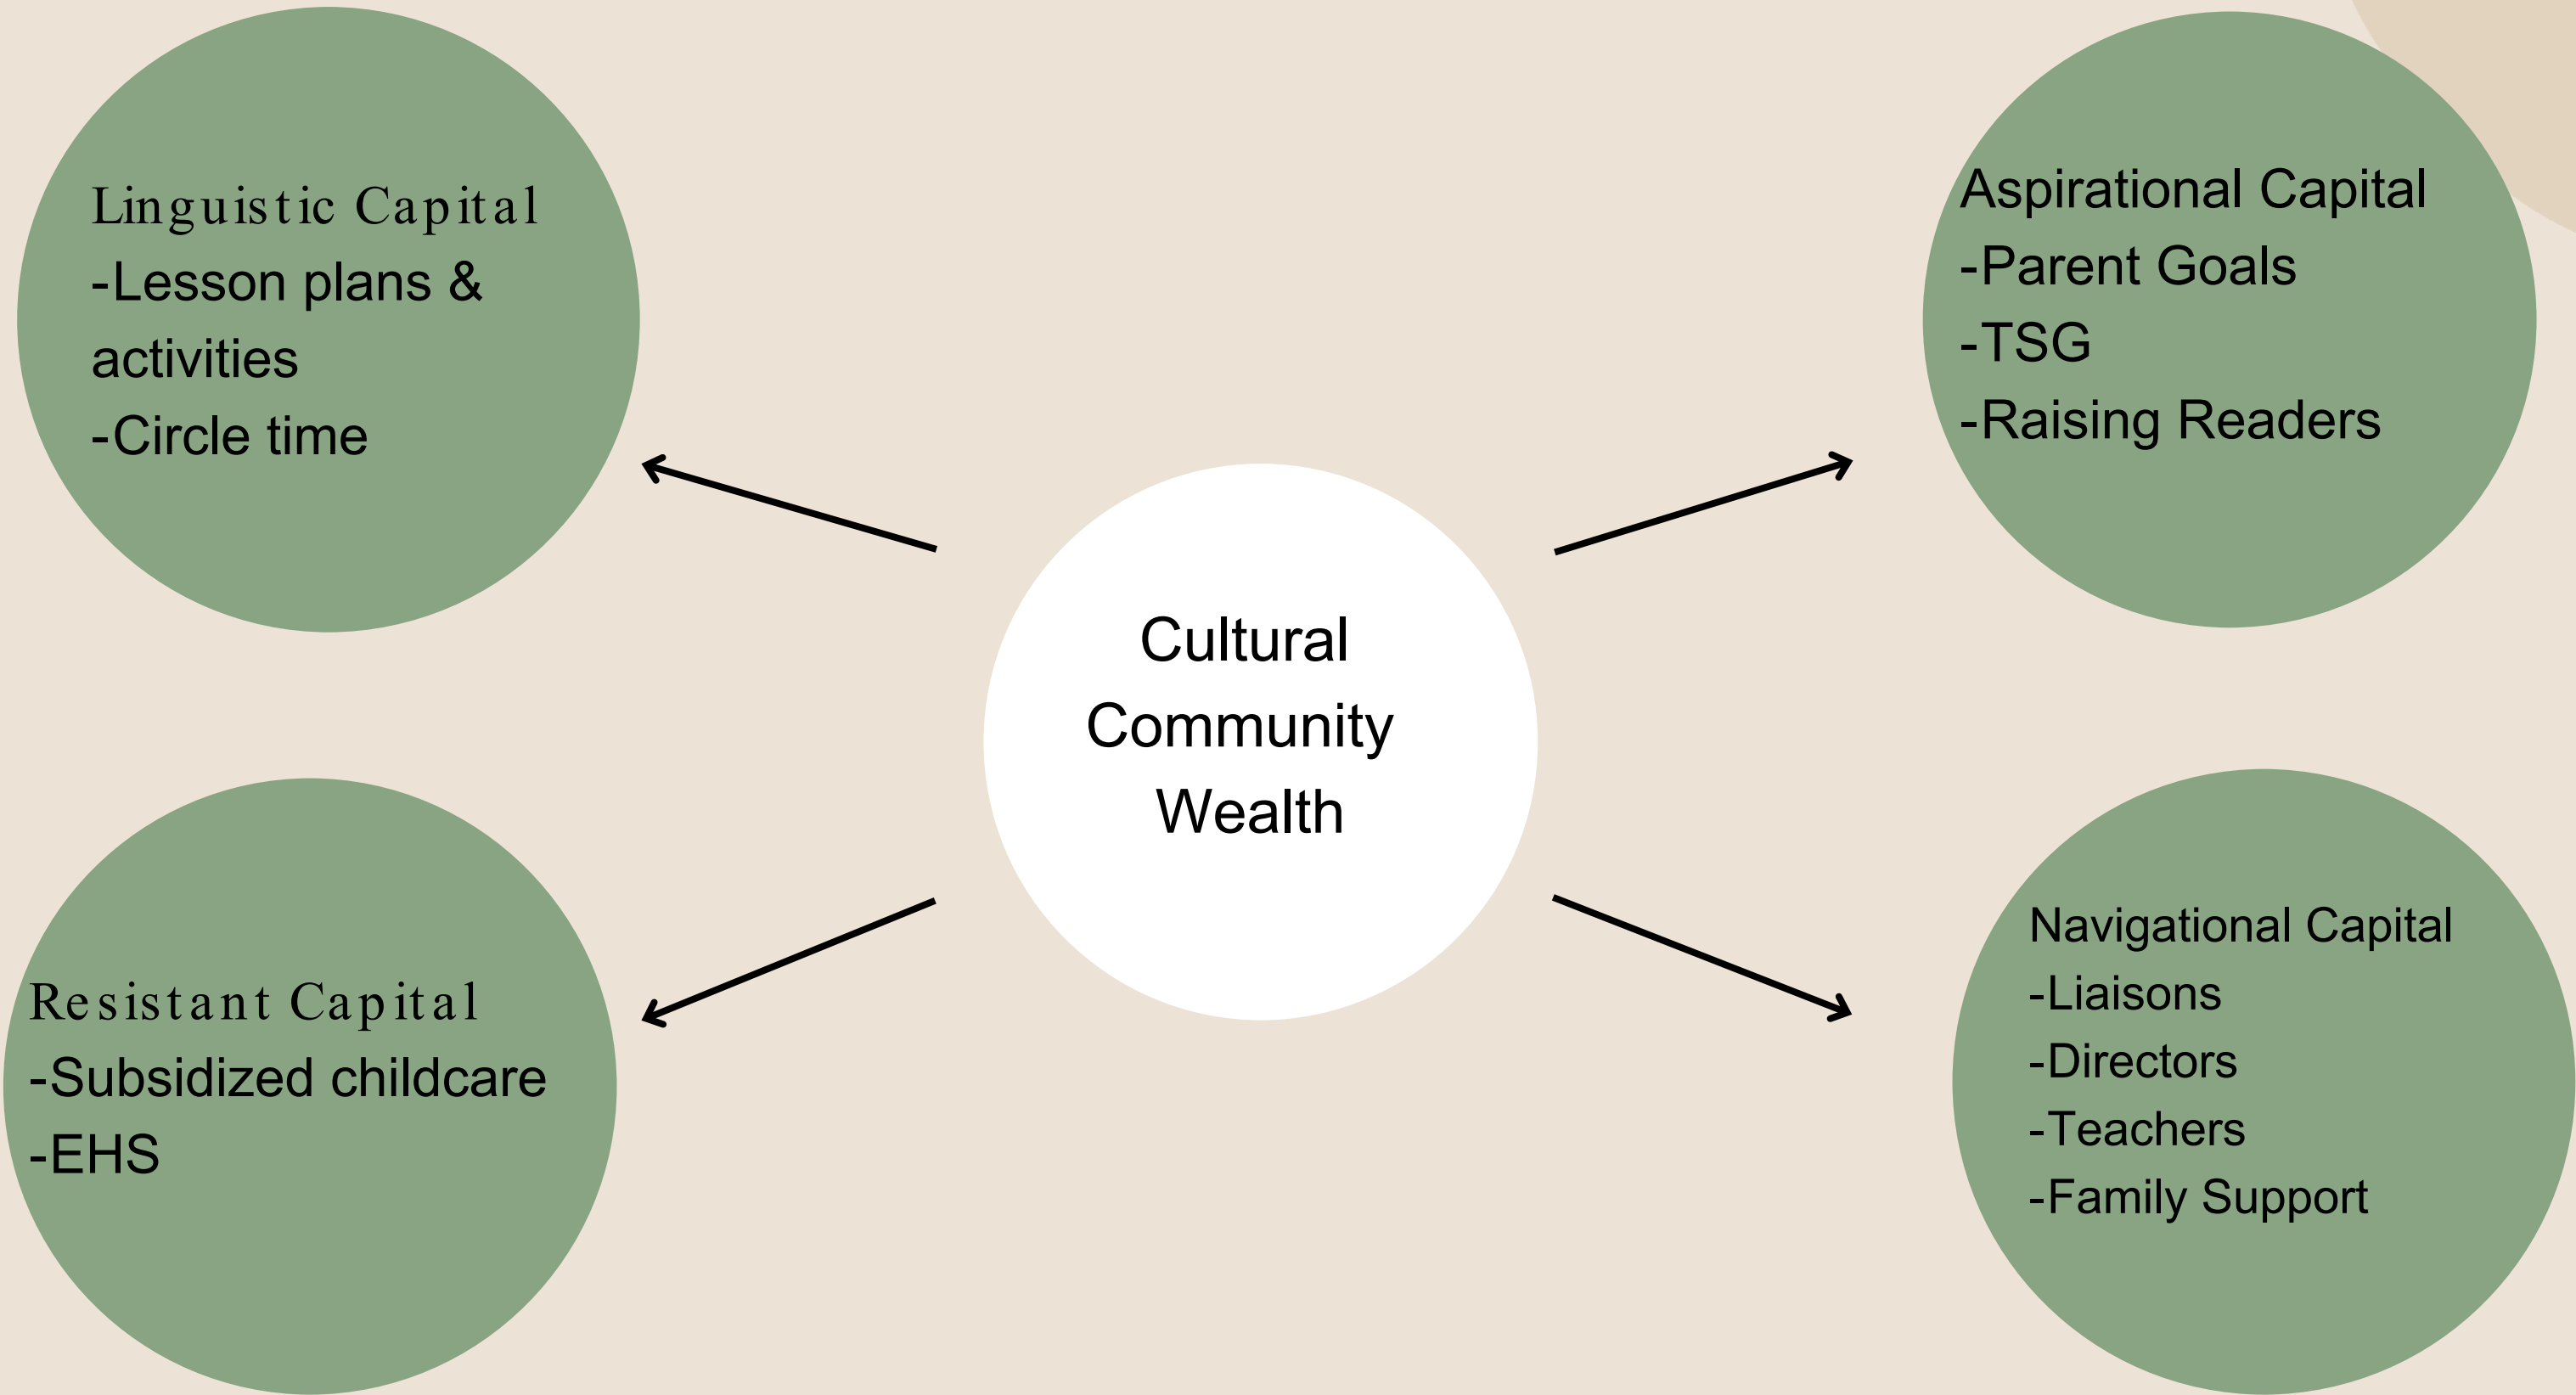 Linguistic Capital
-Lesson plans &
activities
-Circle time
Aspirational Capital
-Parent Goals
-TSG
-Raising Readers
Cultural
Community
Wealth
Resistant Capital
-Subsidized childcare
-EHS
Navigational Capital
-Liaisons
-Directors
-Teachers
-Family Support